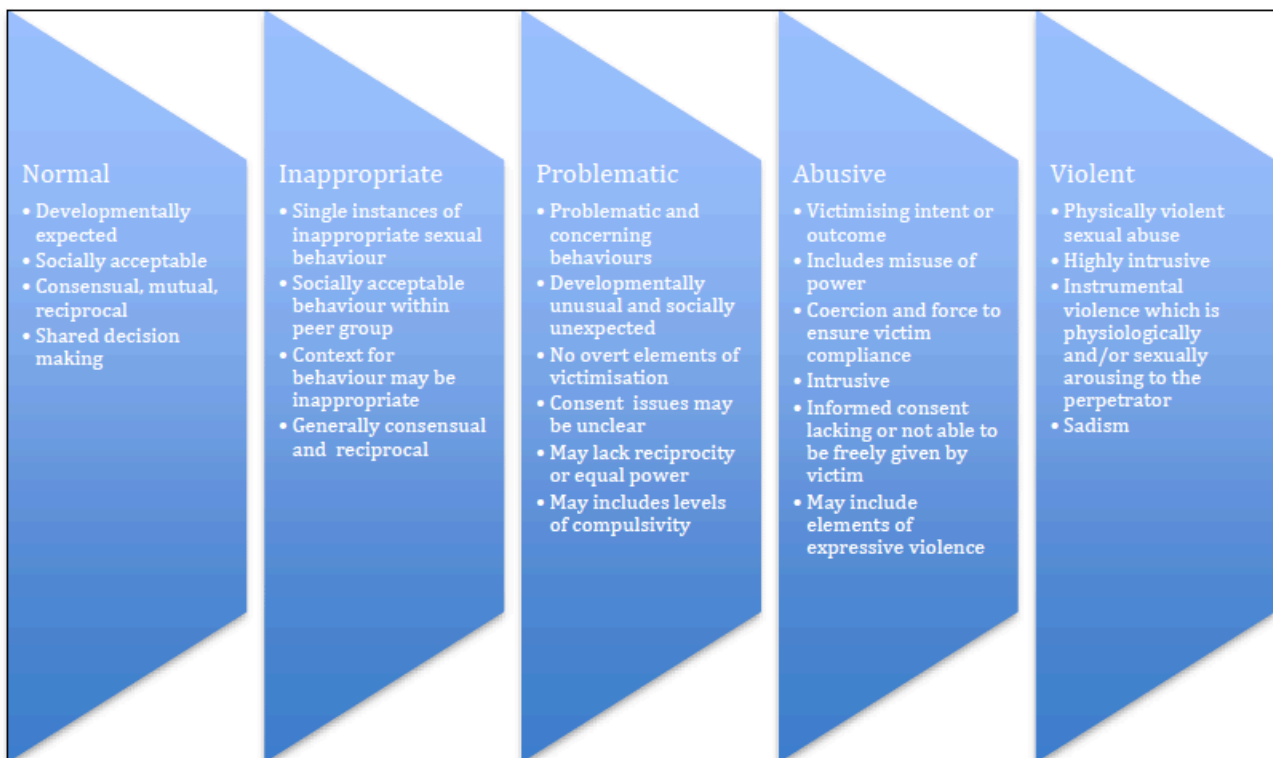 Normal
• Developmentally
expected
• Socially acceptable
• Consensual, mutual,
reciprocal
• Shared decision
making
Inappropriate
• Single instances of
inappropriate sexual
behaviour
• Socially acceptable
behaviour within
peer group
• Context for
behaviour may be
inappropriate
• Generally consensual
and reciprocal
Problematic
• Problematic and
concerning
behaviours
• Developmentally
unusual and socially
unexpected
• No overt elements of
victimisation
• Consent issues may
be unclear
• May lack reciprocity
or equal power
• May includes levels
of compulsivity
Abusive
• Victimising intent or
outcome
• Includes misuse of
power
• Coercion and force to
ensure victim
compliance
• Intrusive
• Informed consent
lacking or not able to
be freely given by
victim
• May include
elements of
expressive violence
Violent
• Physically violent
sexual abuse
• Highly intrusive
• Instrumental
violence which is
physiologically
and/or sexually
arousing to the
perpetrator
• Sadism